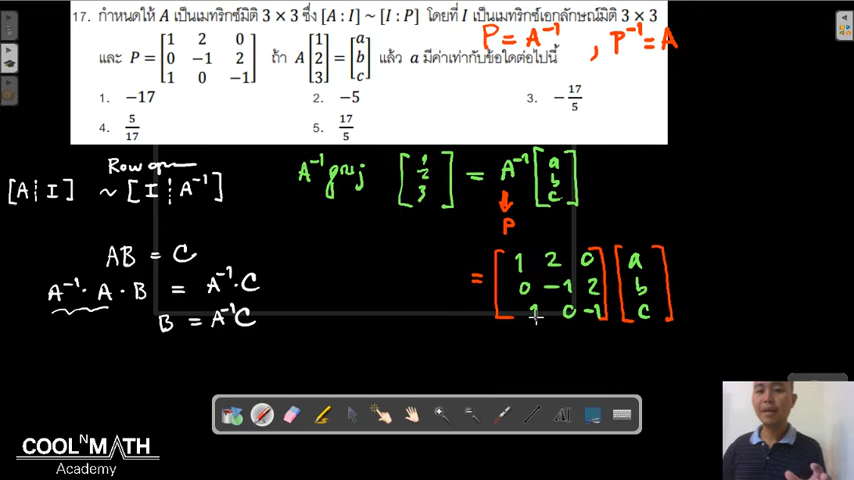 17. กำหนดให้ A เป็นเมทริกซ์มิติ 3 × 3 ซึ่ง [A : I] ~ [I : P] โดยที่ I เป็นเมทริกซ์เอกลักษณ์มิติ 3 × 3
P = A⁻¹ , P⁻¹ = A
และ P = [1 2 0
0 −1 2
1 0 −1] ถ้า A [1
2
3] = [a
b
c] แล้ว a มีค่าเท่ากับข้อใดต่อไปนี้
1. −17 2. −5 3. −17/5
4. 5/17 5. 17/5
Row
[A ¦ I] ~ [I ¦ A⁻¹]
A⁻¹ [1
2
3] = A⁻¹ [a
b
c]
P
AB = C
A⁻¹ · A · B = A⁻¹ · C
B = A⁻¹C
= [1 2 0
0 −1 2
1 0 −1] [a
b
c]
COOL N MATH
Academy